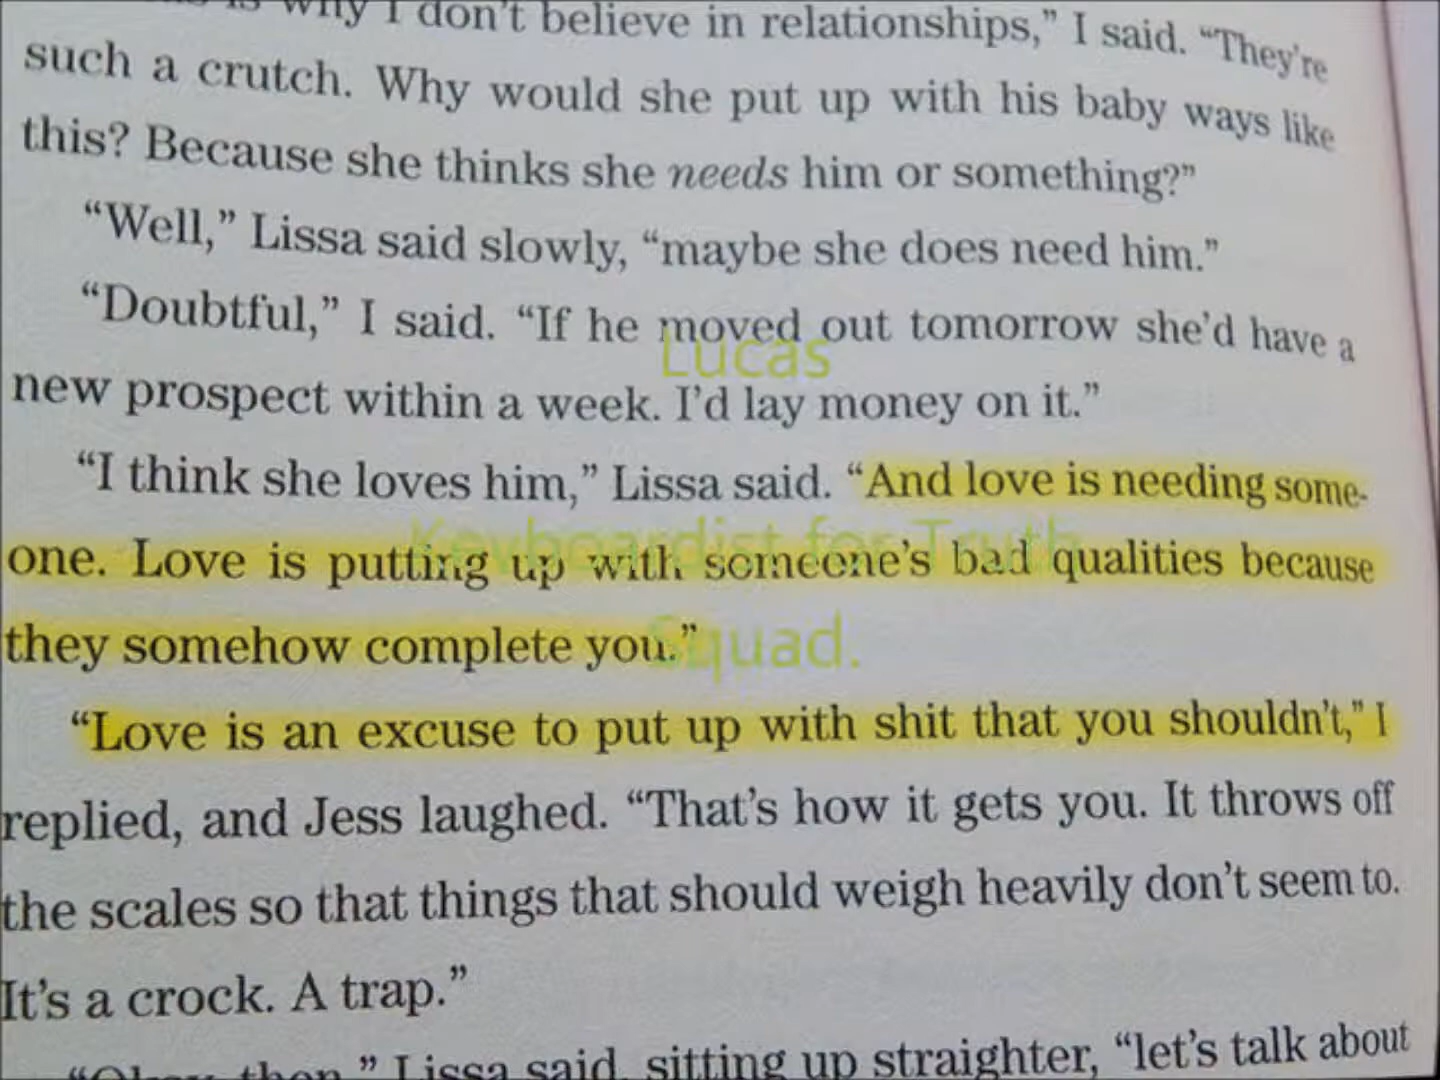 why I don't believe in relationships,” I said. “They're
such a crutch. Why would she put up with his baby ways like
this? Because she thinks she needs him or something?”
“Well,” Lissa said slowly, “maybe she does need him.”
“Doubtful,” I said. “If he moved out tomorrow she'd have a
Lucas
new prospect within a week. I'd lay money on it.”
“I think she loves him,” Lissa said. “And love is needing some-
Keyboardist for Truth
one. Love is putting up with someone's bad qualities because
they somehow complete you.”
Squad.
“Love is an excuse to put up with shit that you shouldn't,” I
replied, and Jess laughed. “That's how it gets you. It throws off
the scales so that things that should weigh heavily don't seem to.
It's a crock. A trap.”
“Okay, then,” Lissa said, sitting up straighter, “let's talk about